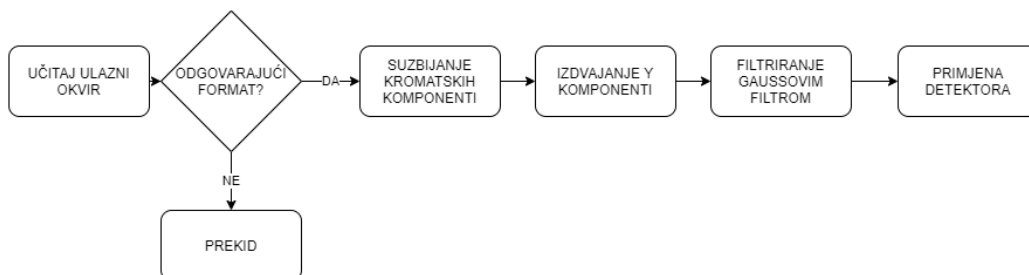 UČITAJ ULAZNI
OKVIR
ODGOVARAJUĆI
FORMAT?
DA
SUZBIJANJE
KROMATSKIH
KOMPONENTI
IZDVAJANJE Y
KOMPONENTI
FILTRIRANJE
GAUSSOVIM
FILTROM
PRIMJENA
DETEKTORA
NE
PREKID